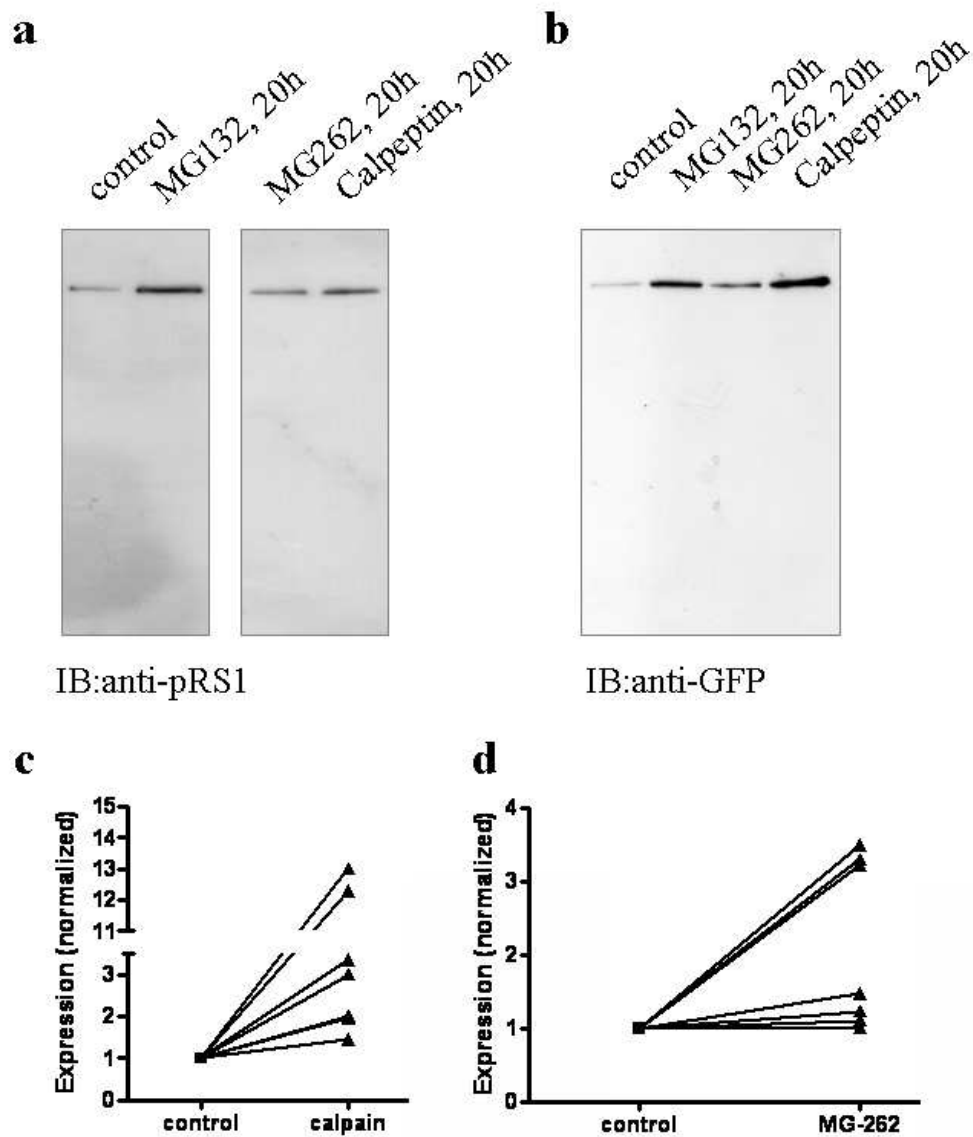 a
control
MG132, 20h
MG262, 20h
Calpeptin, 20h
IB:anti-pRS1
b
control
MG132, 20h
MG262, 20h
Calpeptin, 20h
IB:anti-GFP
c
Expression (normalized)
15
14
13
12
11
3
2
1
0
control
calpain
d
Expression (normalized)
4
3
2
1
0
control
MG-262